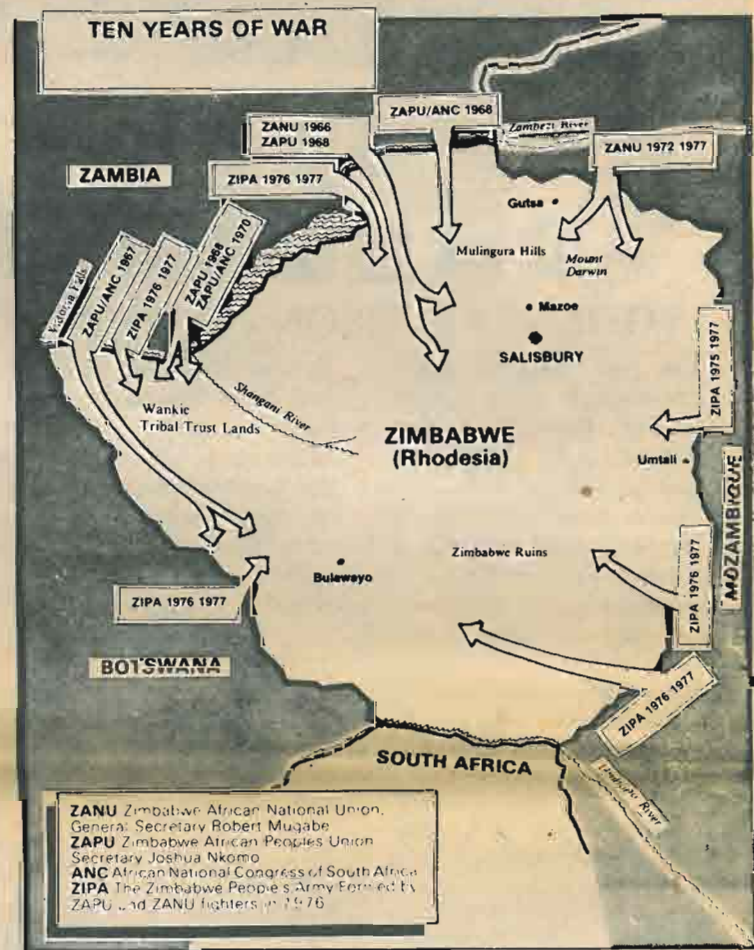 TEN YEARS OF WAR
ZAPU/ANC 1968
ZANU 1966
ZAPU 1968
Zambezi River
ZANU 1972 1977
ZAMBIA
ZIPA 1976 1977
Gutsa
Victoria Falls
ZAPU/ANC 1967
ZIPA 1976 1977
ZAPU 1968
ZAPU/ANC 1970
Mulingura Hills
Mount
Darwin
Mazoe
SALISBURY
ZIPA 1975 1977
Shangani River
Wankie
Tribal Trust Lands
ZIMBABWE
(Rhodesia)
Umtali
MOZAMBIQUE
Zimbabwe Ruins
Bulawayo
ZIPA 1976 1977
ZIPA 1976 1977
BOTSWANA
ZIPA 1976 1977
SOUTH AFRICA
Limpopo River
ZANU Zimbabwe African National Union,
General Secretary Robert Mugabe
ZAPU Zimbabwe African Peoples Union
Secretary Joshua Nkomo
ANC African National Congress of South Africa
ZIPA The Zimbabwe People's Army Formed by
ZAPU and ZANU fighters in 1976